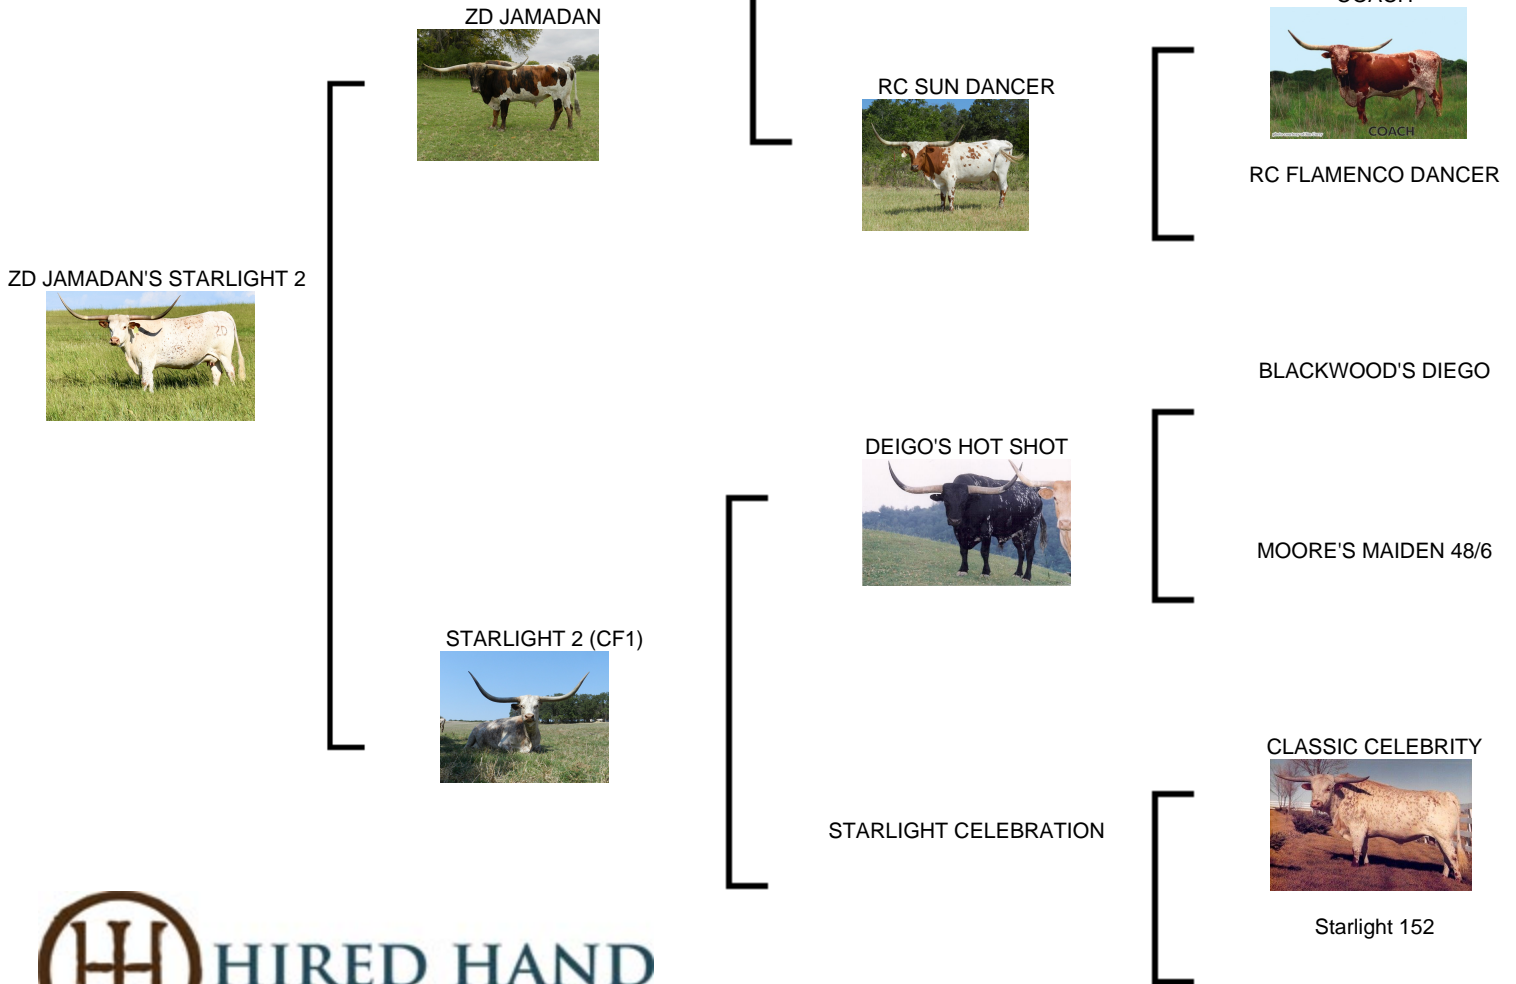 ZD JAMADAN
RC SUN DANCER
COACH
RC FLAMENCO DANCER
ZD JAMADAN'S STARLIGHT 2
BLACKWOOD'S DIEGO
DEIGO'S HOT SHOT
MOORE'S MAIDEN 48/6
STARLIGHT 2 (CF1)
CLASSIC CELEBRITY
STARLIGHT CELEBRATION
Starlight 152
HIRED HAND